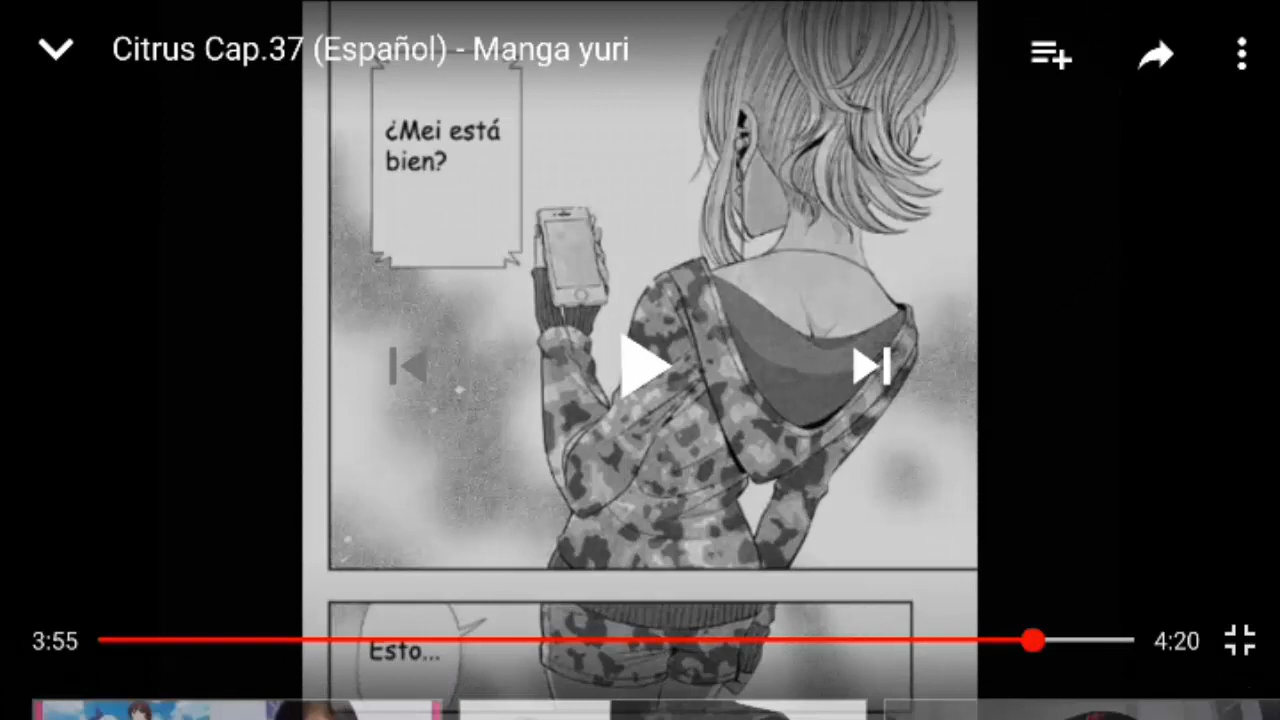 Citrus Cap.37 (Español) - Manga yuri
¿Mei está
bien?
Esto...
3:55
4:20